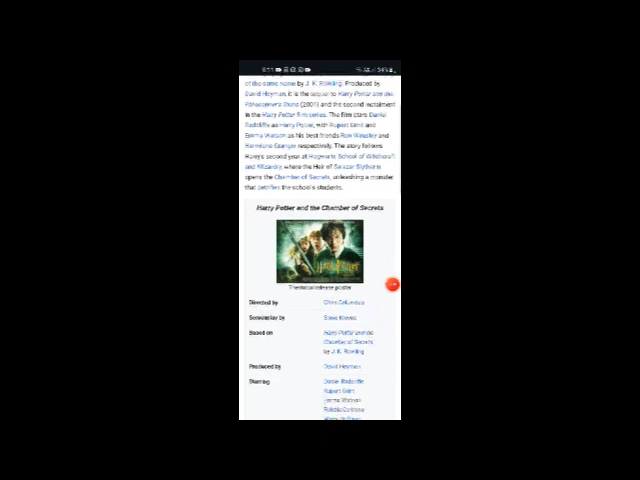 of the same name by J. K. Rowling. Produced by
David Heyman, it is the sequel to Harry Potter and the
Philosopher's Stone (2001) and the second instalment
in the Harry Potter film series. The film stars Daniel
Radcliffe as Harry Potter, with Rupert Grint and
Emma Watson as his best friends Ron Weasley and
Hermione Granger respectively. The story follows
Harry's second year at Hogwarts School of Witchcraft
and Wizardry, where the Heir of Salazar Slytherin
opens the Chamber of Secrets, unleashing a monster
that petrifies the school's students.
Harry Potter and the Chamber of Secrets
Harry Potter
Theatrical release poster
Directed by Chris Columbus
Screenplay by Steve Kloves
Based on Harry Potter and the
Chamber of Secrets
by J. K. Rowling
Produced by David Heyman
Starring Daniel Radcliffe
Rupert Grint
Emma Watson
Robbie Coltrane